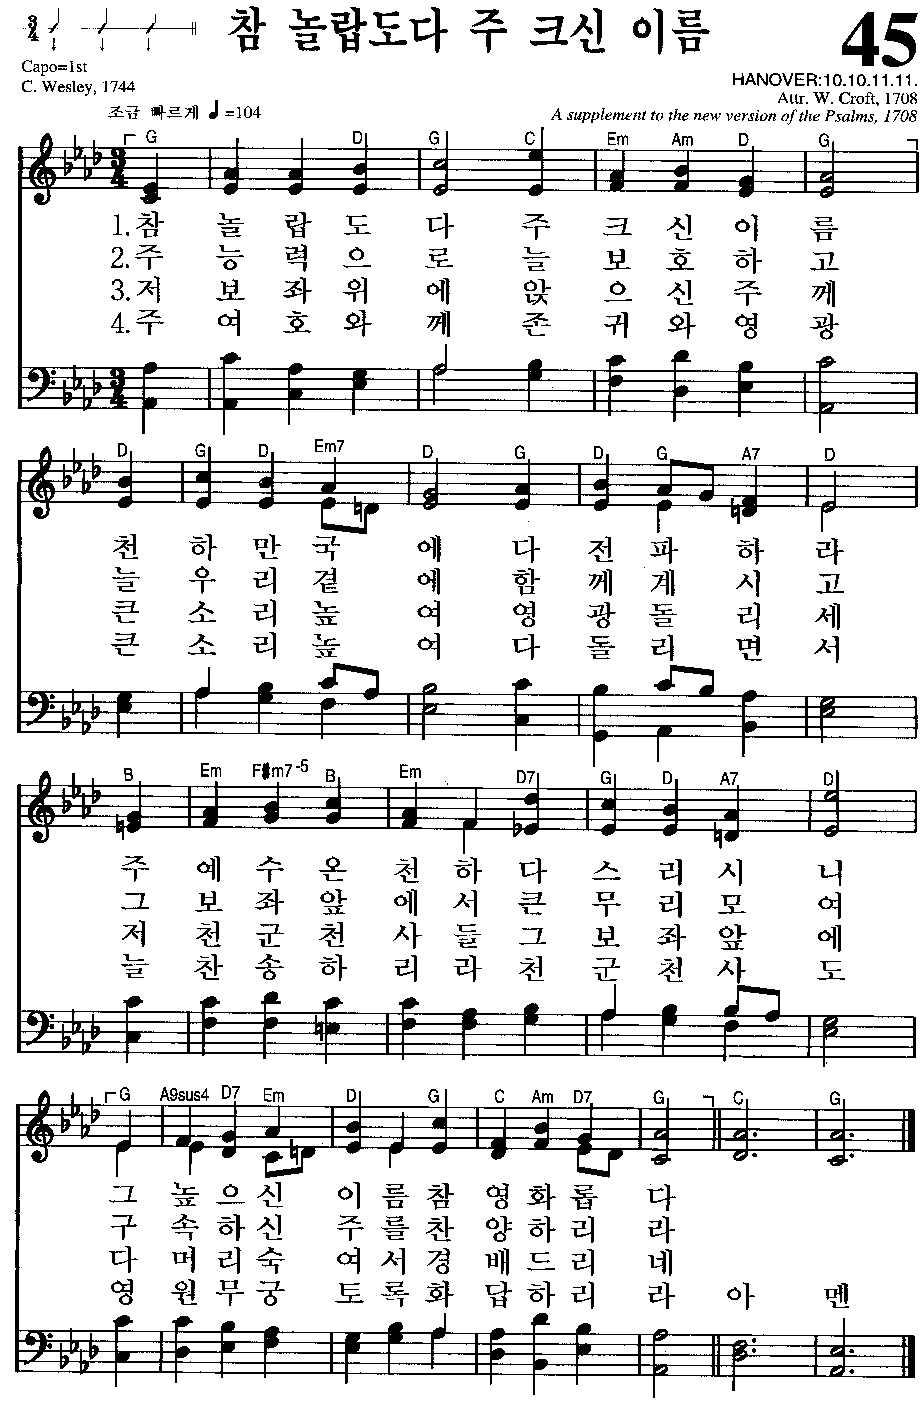 참 놀랍도다 주 크신 이름
45
3/4
Capo=1st
C. Wesley, 1744
HANOVER:10.10.11.11.
Attr. W. Croft, 1708
A supplement to the new version of the Psalms, 1708
조금 빠르게 ♩=104
G D G C Em Am D G
3/4
1.참 놀 랍 도 다 주 크 신 이 름
2.주 능 력 으 로 늘 보 호 하 고
3.저 보 좌 위 에 앉 으 신 주 께
4.주 여 호 와 께 존 귀 와 영 광
3/4
D G D Em7 D G D G A7 D
천 하 만 국 에 다 전 파 하 라
늘 우 리 곁 에 함 께 계 시 고
큰 소 리 높 여 영 광 돌 리 세
큰 소 리 높 여 다 돌 리 면 서
B Em F#m7-5 B Em D7 G D A7 D
주 예 수 온 천 하 다 스 리 시 니
그 보 좌 앞 에 서 큰 무 리 모 여
저 천 군 천 사 들 그 보 좌 앞 에
늘 찬 송 하 리 라 천 군 천 사 도
G A9sus4 D7 Em D G C Am D7 G C G
그 높 으 신 이 름 참 영 화 롭 다
구 속 하 신 주 를 찬 양 하 리 라
다 머 리 숙 여 서 경 배 드 리 네
영 원 무 궁 토 록 화 답 하 리 라 아 멘